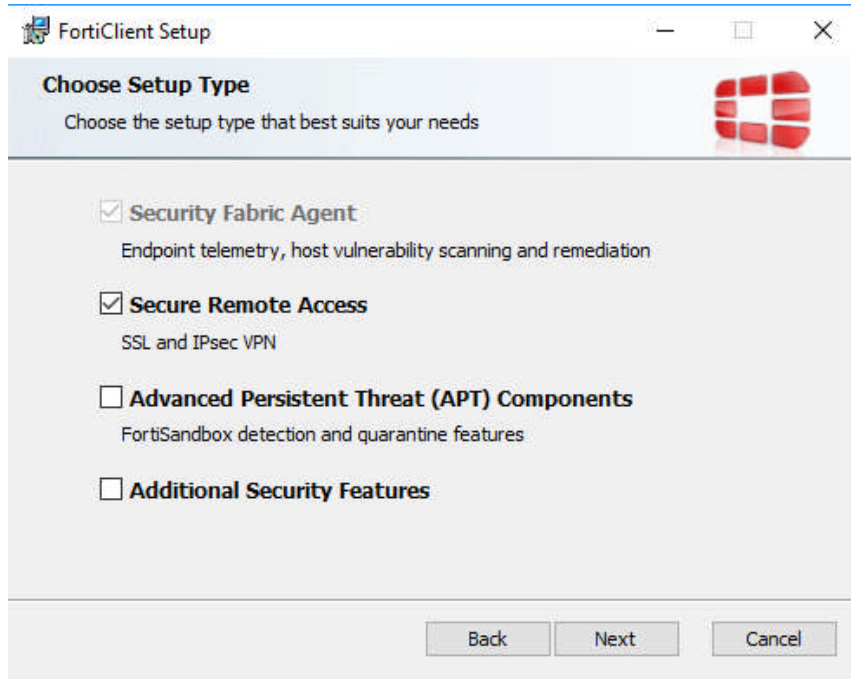 FortiClient Setup
Choose Setup Type
Choose the setup type that best suits your needs
Security Fabric Agent
Endpoint telemetry, host vulnerability scanning and remediation
Secure Remote Access
SSL and IPsec VPN
Advanced Persistent Threat (APT) Components
FortiSandbox detection and quarantine features
Additional Security Features
Back Next Cancel